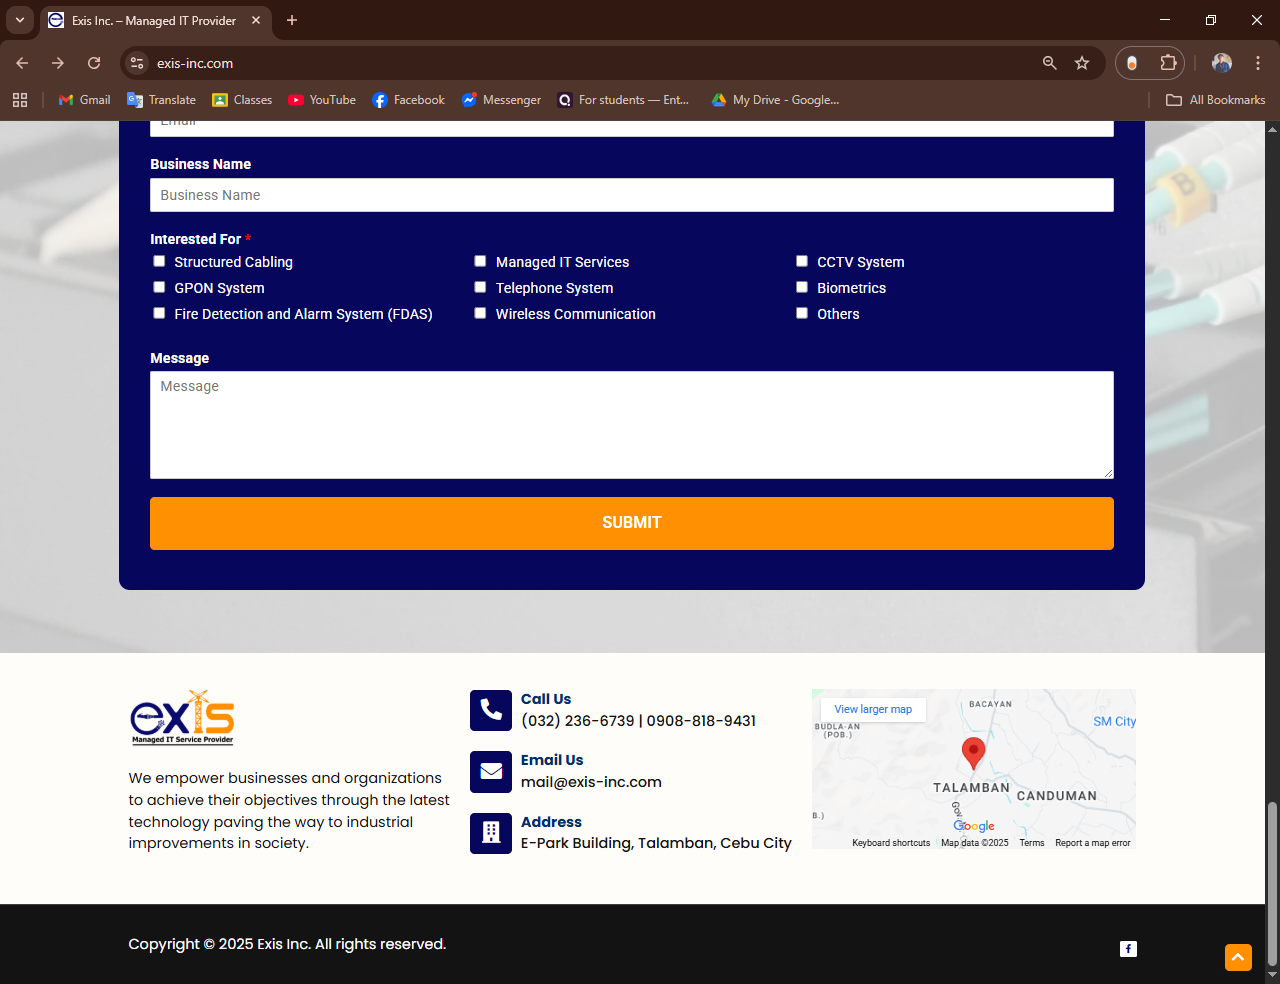 Exis Inc. – Managed IT Provider
exis-inc.com
Gmail
Translate
Classes
YouTube
Facebook
Messenger
For students — Ent...
My Drive - Google...
All Bookmarks
Email
Business Name
Business Name
Interested For *
Structured Cabling
Managed IT Services
CCTV System
GPON System
Telephone System
Biometrics
Fire Detection and Alarm System (FDAS)
Wireless Communication
Others
Message
Message
SUBMIT
exis
Managed IT Service Provider
We empower businesses and organizations
to achieve their objectives through the latest
technology paving the way to industrial
improvements in society.
Call Us
(032) 236-6739 | 0908-818-9431
Email Us
mail@exis-inc.com
Address
E-Park Building, Talamban, Cebu City
View larger map
BACAYAN
SM City
BUDLA-AN
(POB.)
TALAMBAN
CANDUMAN
B.)
Google
Keyboard shortcuts
Map data ©2025
Terms
Report a map error
Copyright © 2025 Exis Inc. All rights reserved.